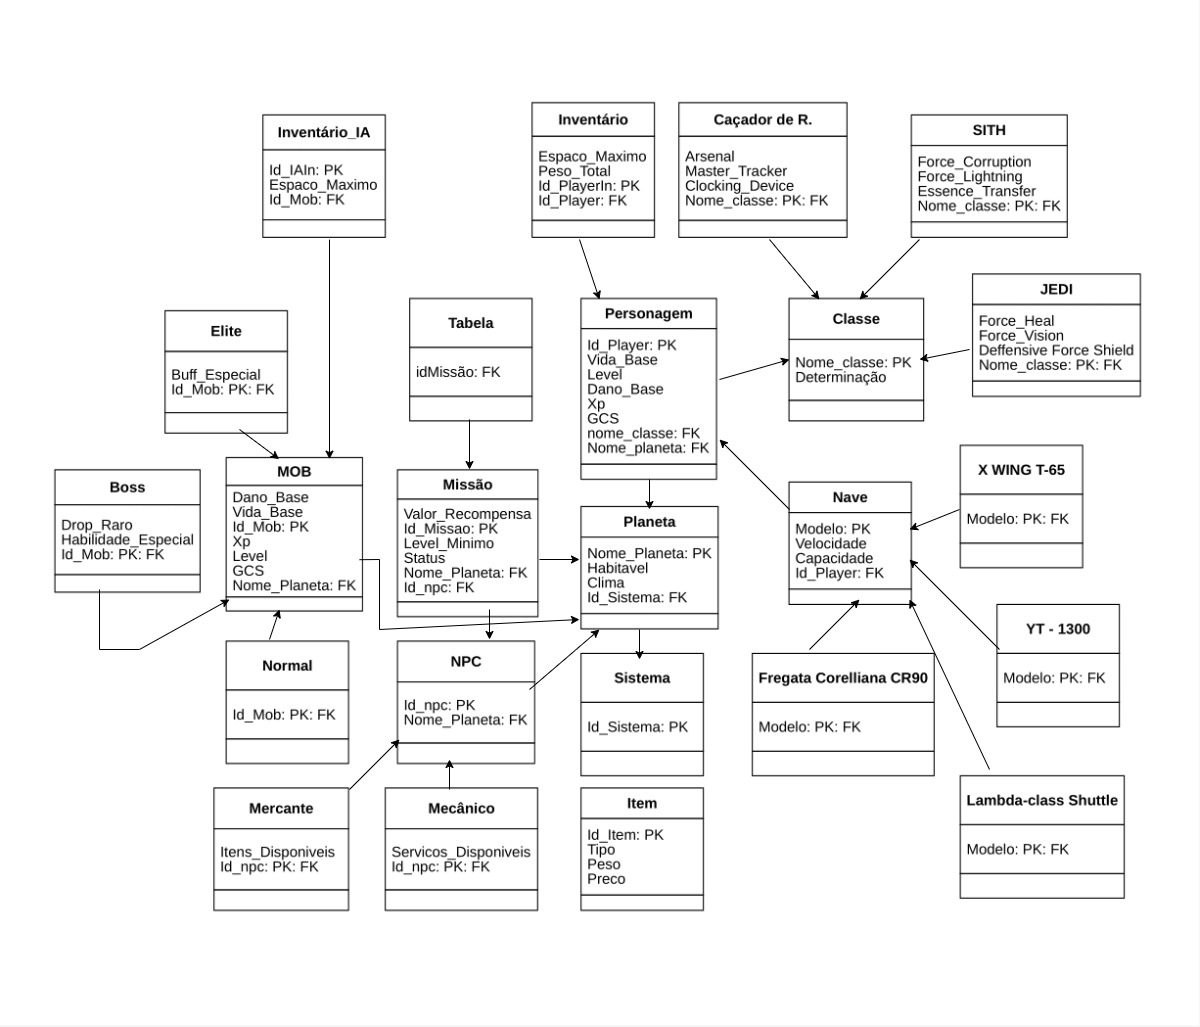 Inventário_IA
Id_IAIn: PK
Espaco_Maximo
Id_Mob: FK
Inventário
Espaco_Maximo
Peso_Total
Id_PlayerIn: PK
Id_Player: FK
Caçador de R.
Arsenal
Master_Tracker
Clocking_Device
Nome_classe: PK: FK
SITH
Force_Corruption
Force_Lightning
Essence_Transfer
Nome_classe: PK: FK
Elite
Buff_Especial
Id_Mob: PK: FK
Tabela
idMissão: FK
Personagem
Id_Player: PK
Vida_Base
Level
Dano_Base
Xp
GCS
nome_classe: FK
Nome_planeta: FK
Classe
Nome_classe: PK
Determinação
JEDI
Force_Heal
Force_Vision
Deffensive Force Shield
Nome_classe: PK: FK
Boss
Drop_Raro
Habilidade_Especial
Id_Mob: PK: FK
MOB
Dano_Base
Vida_Base
Id_Mob: PK
Xp
Level
GCS
Nome_Planeta: FK
Missão
Valor_Recompensa
Id_Missao: PK
Level_Minimo
Status
Nome_Planeta: FK
Id_npc: FK
Planeta
Nome_Planeta: PK
Habitavel
Clima
Id_Sistema: FK
Nave
Modelo: PK
Velocidade
Capacidade
Id_Player: FK
X WING T-65
Modelo: PK: FK
YT - 1300
Modelo: PK: FK
Normal
Id_Mob: PK: FK
NPC
Id_npc: PK
Nome_Planeta: FK
Sistema
Id_Sistema: PK
Fregata Corelliana CR90
Modelo: PK: FK
Lambda-class Shuttle
Modelo: PK: FK
Mercante
Itens_Disponiveis
Id_npc: PK: FK
Mecânico
Servicos_Disponiveis
Id_npc: PK: FK
Item
Id_Item: PK
Tipo
Peso
Preco